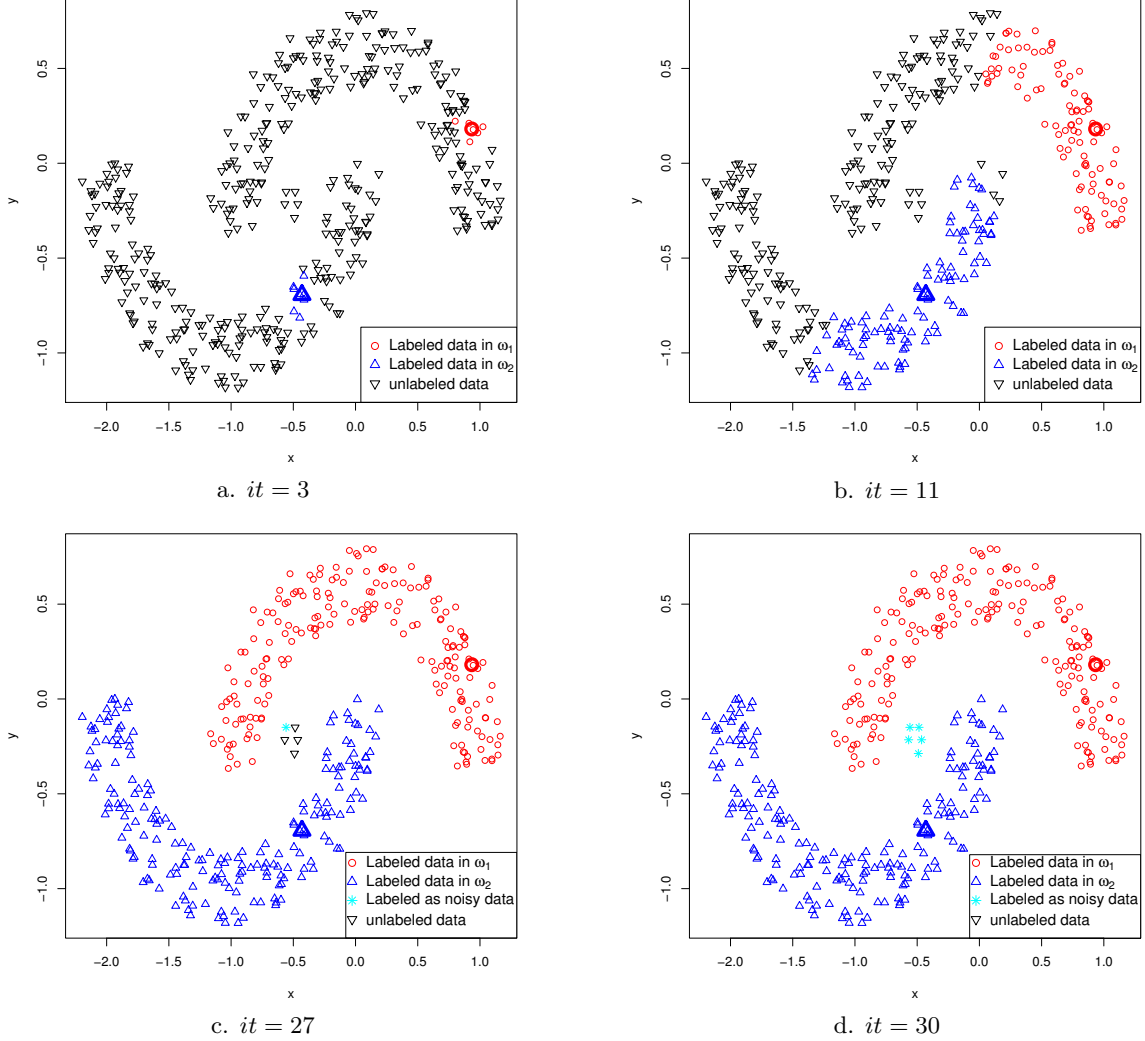 0.5
0.0
−0.5
−1.0
y
Labeled data in ω1
Labeled data in ω2
unlabeled data
−2.0 −1.5 −1.0 −0.5 0.0 0.5 1.0
x
a. it = 3
0.5
0.0
−0.5
−1.0
y
Labeled data in ω1
Labeled data in ω2
unlabeled data
−2.0 −1.5 −1.0 −0.5 0.0 0.5 1.0
x
b. it = 11
0.5
0.0
−0.5
−1.0
y
Labeled data in ω1
Labeled data in ω2
Labeled as noisy data
unlabeled data
−2.0 −1.5 −1.0 −0.5 0.0 0.5 1.0
x
c. it = 27
0.5
0.0
−0.5
−1.0
y
Labeled data in ω1
Labeled data in ω2
Labeled as noisy data
unlabeled data
−2.0 −1.5 −1.0 −0.5 0.0 0.5 1.0
x
d. it = 30